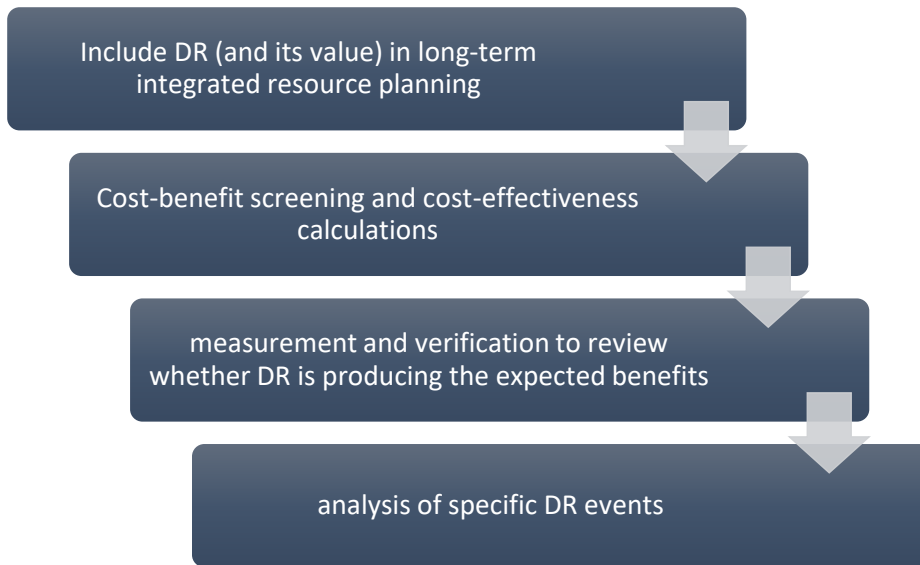 Include DR (and its value) in long-term
integrated resource planning
Cost-benefit screening and cost-effectiveness
calculations
measurement and verification to review
whether DR is producing the expected benefits
analysis of specific DR events